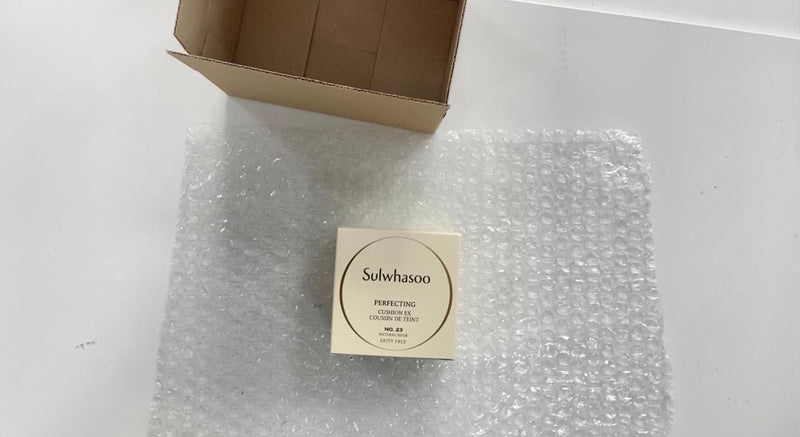 Sulwhasoo
PERFECTING
CUSHION EX
COUSSIN DE TEINT
NO. 23
NATURAL BEIGE
DUTY FREE